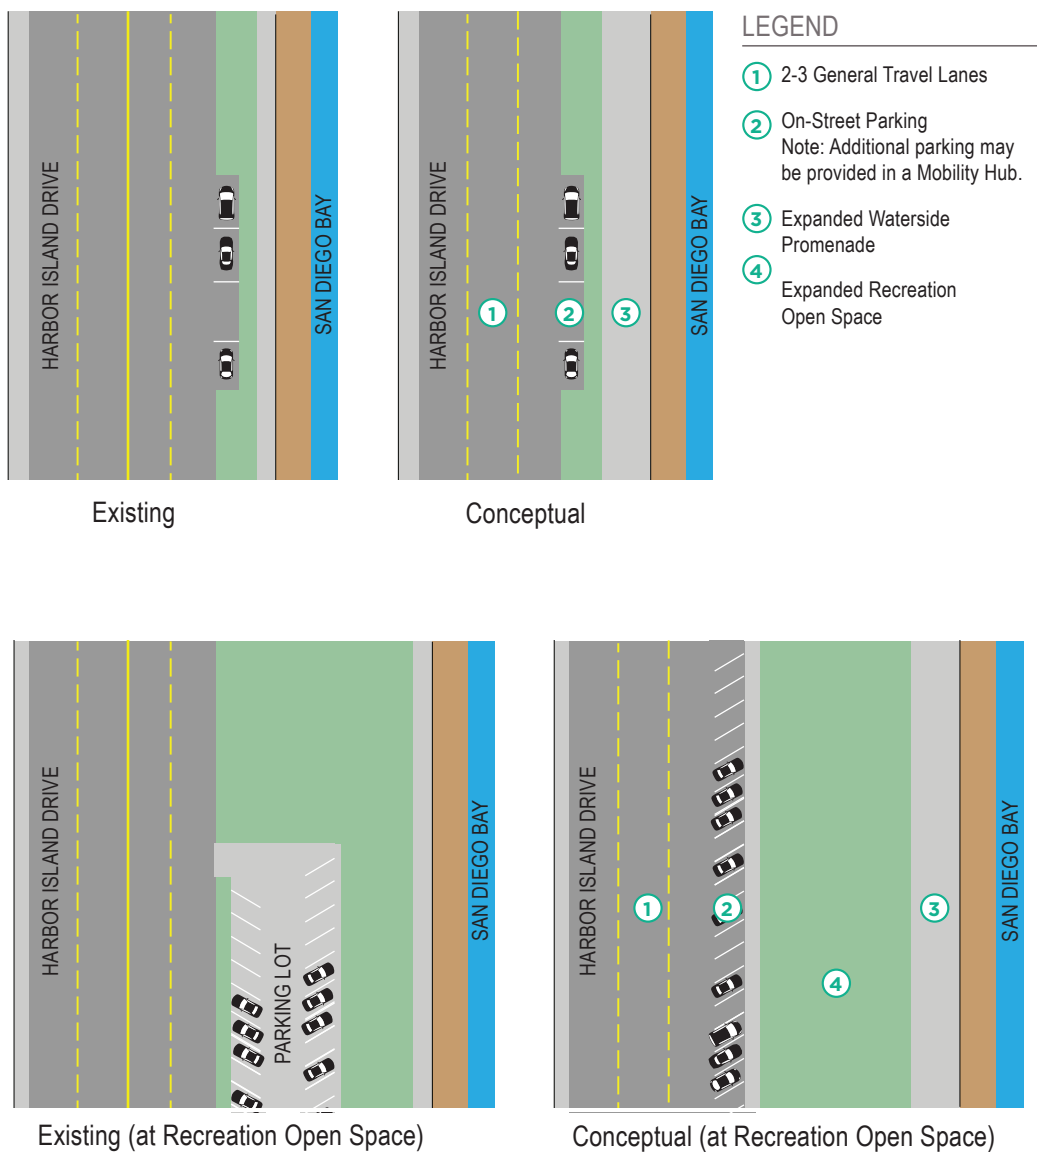 HARBOR ISLAND DRIVE
SAN DIEGO BAY
Existing
HARBOR ISLAND DRIVE
1
2
3
SAN DIEGO BAY
Conceptual
LEGEND
1 2-3 General Travel Lanes
2 On-Street Parking
Note: Additional parking may
be provided in a Mobility Hub.
3 Expanded Waterside
Promenade
4 Expanded Recreation
Open Space
HARBOR ISLAND DRIVE
PARKING LOT
SAN DIEGO BAY
Existing (at Recreation Open Space)
HARBOR ISLAND DRIVE
1
2
3
4
SAN DIEGO BAY
Conceptual (at Recreation Open Space)